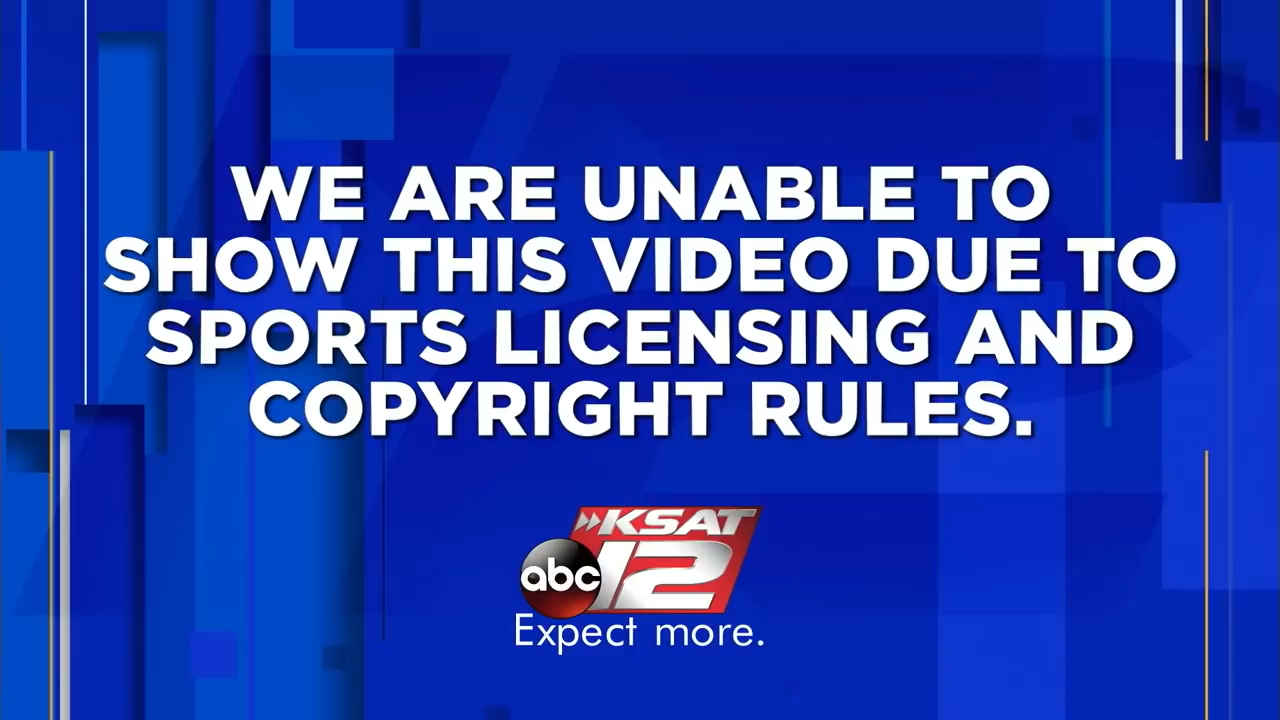 WE ARE UNABLE TO
SHOW THIS VIDEO DUE TO
SPORTS LICENSING AND
COPYRIGHT RULES.
KSAT
abc 12
Expect more.